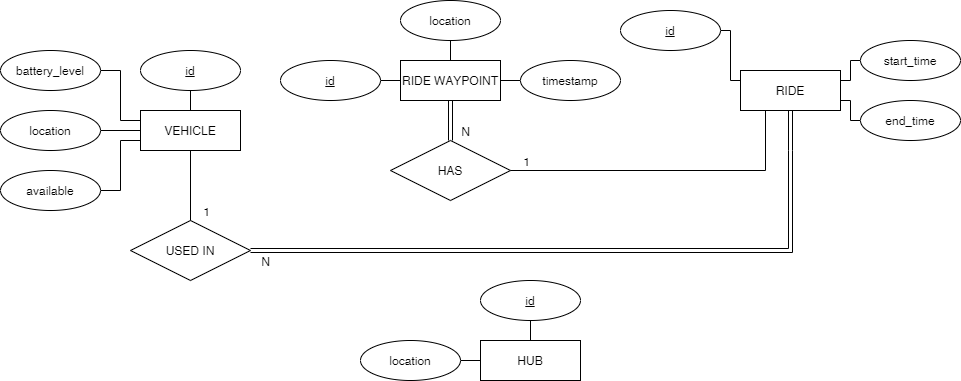 location
id
battery_level
id
id
RIDE WAYPOINT
timestamp
start_time
RIDE
location
VEHICLE
N
end_time
HAS
1
available
1
USED IN
N
id
location
HUB